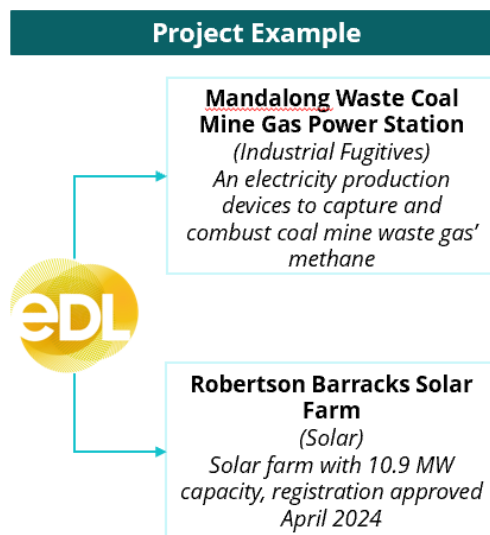 Project Example
Mandalong Waste Coal
Mine Gas Power Station
(Industrial Fugitives)
An electricity production
devices to capture and
combust coal mine waste gas’
methane
eDL
Robertson Barracks Solar
Farm
(Solar)
Solar farm with 10.9 MW
capacity, registration approved
April 2024